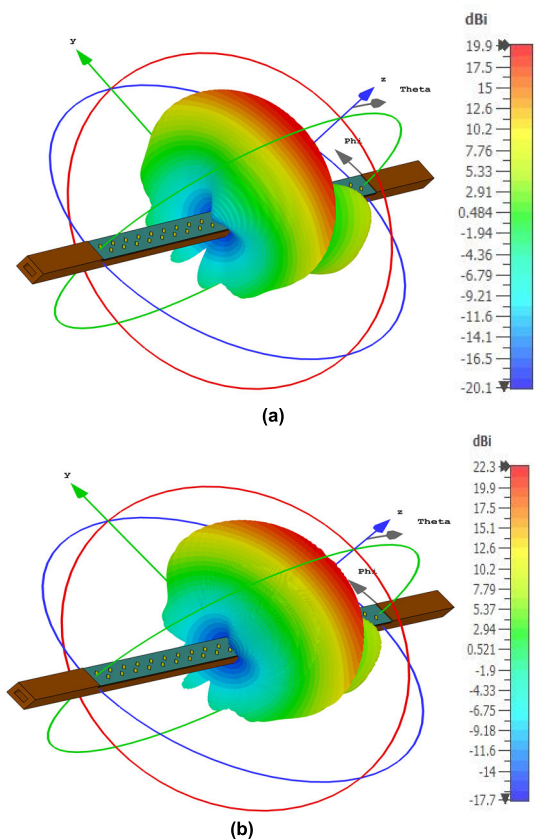 dBi
19.9
17.5
15
12.6
10.2
7.76
5.33
2.91
0.484
-1.94
-4.36
-6.79
-9.21
-11.6
-14.1
-16.5
-20.1
y
z
Theta
Phi
(a)
dBi
22.3
19.9
17.5
15.1
12.6
10.2
7.79
5.37
2.94
0.521
-1.9
-4.33
-6.75
-9.18
-11.6
-14
-17.7
y
z
Theta
Phi
(b)